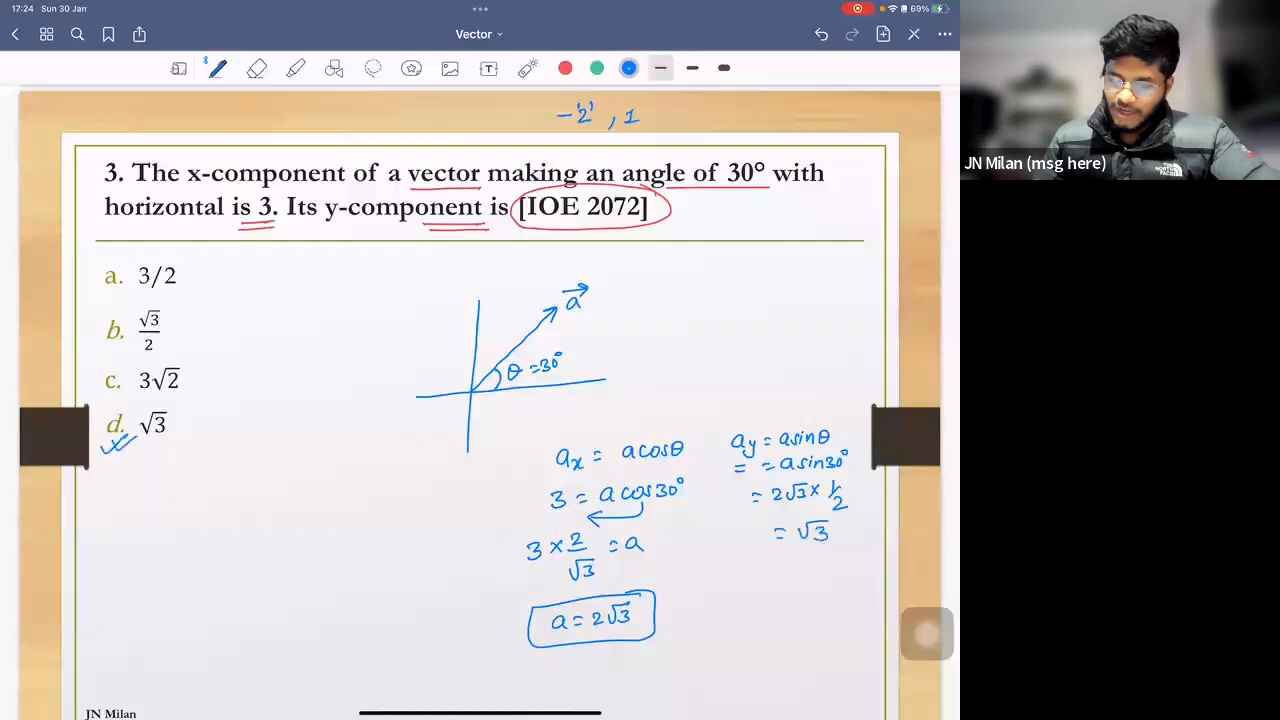 17:24 Sun 30 Jan
69%
Vector
-'2' , 1
3. The x-component of a vector making an angle of 30° with
horizontal is 3. Its y-component is [IOE 2072]
a. 3/2
b. √3/2
c. 3√2
d. √3
a⃗
θ = 30°
aₓ = a cosθ
3 = a cos30°
3 × 2/√3 = a
a = 2√3
ay = a sinθ
= = a sin30°
= 2√3 × 1/2
= √3
JN Milan
JN Milan (msg here)
THE NORTH FACE